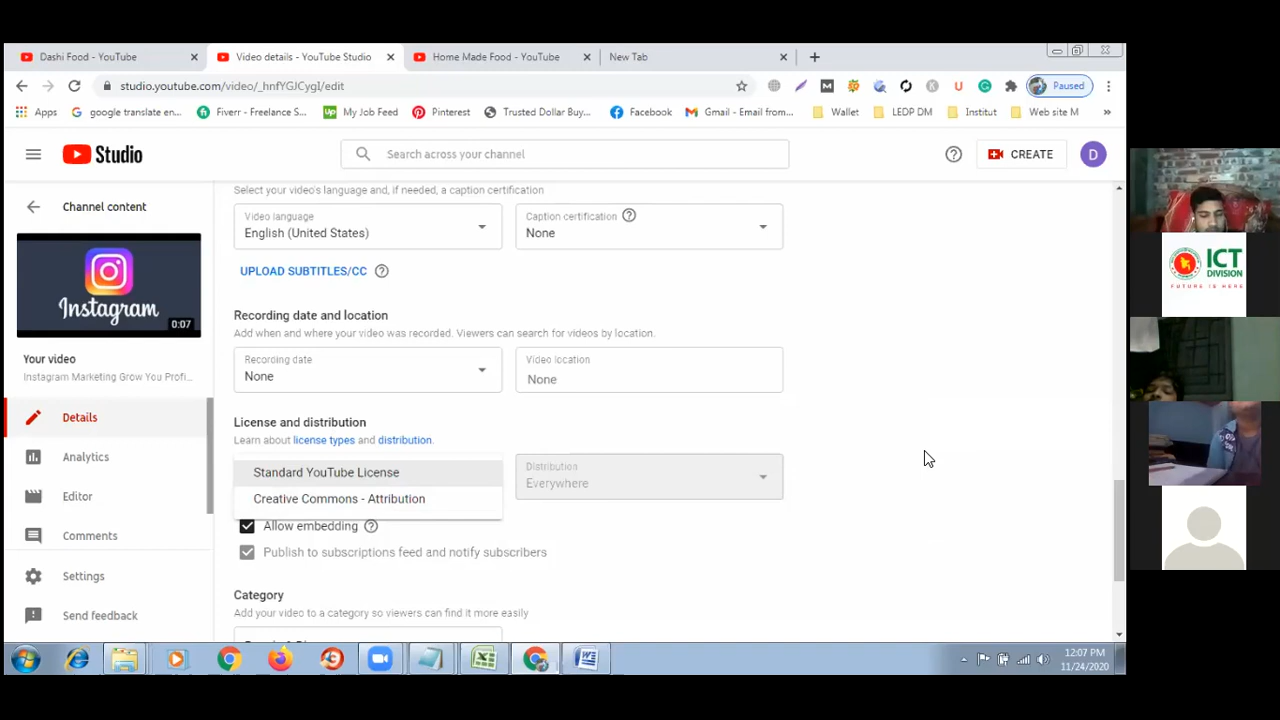 Dashi Food - YouTube
Video details - YouTube Studio
Home Made Food - YouTube
New Tab
studio.youtube.com/video/_hnfYGJCygI/edit
Paused
Apps
google translate en...
Fiverr - Freelance S...
My Job Feed
Pinterest
Trusted Dollar Buy...
Facebook
Gmail - Email from...
Wallet
LEDP DM
Institut
Web site M
Studio
Search across your channel
CREATE
D
Channel content
Instagram
0:07
Your video
Instagram Marketing Grow You Profi...
Details
Analytics
Editor
Comments
Settings
Send feedback
Select your video's language and, if needed, a caption certification
Video language
English (United States)
Caption certification
None
UPLOAD SUBTITLES/CC
Recording date and location
Add when and where your video was recorded. Viewers can search for videos by location.
Recording date
None
Video location
None
License and distribution
Learn about license types and distribution.
Standard YouTube License
Creative Commons - Attribution
Distribution
Everywhere
Allow embedding
Publish to subscriptions feed and notify subscribers
Category
Add your video to a category so viewers can find it more easily
12:07 PM
11/24/2020
ICT
DIVISION
FUTURE IS HERE